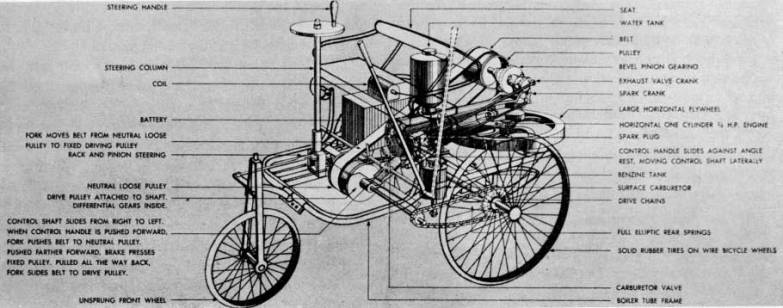 STEERING HANDLE
STEERING COLUMN
COIL
BATTERY
FORK MOVES BELT FROM NEUTRAL LOOSE
PULLEY TO FIXED DRIVING PULLEY
RACK AND PINION STEERING
NEUTRAL LOOSE PULLEY
DRIVE PULLEY ATTACHED TO SHAFT.
DIFFERENTIAL GEARS INSIDE.
CONTROL SHAFT SLIDES FROM RIGHT TO LEFT.
WHEN CONTROL HANDLE IS PUSHED FORWARD,
FORK PUSHES BELT TO NEUTRAL PULLEY.
PUSHED FARTHER FORWARD, BRAKE PRESSES
FIXED PULLEY. PULLED ALL THE WAY BACK,
FORK SLIDES BELT TO DRIVE PULLEY.
UNSPRUNG FRONT WHEEL
SEAT
WATER TANK
BELT
PULLEY
BEVEL PINION GEARING
EXHAUST VALVE CRANK
SPARK CRANK
LARGE HORIZONTAL FLYWHEEL
HORIZONTAL ONE CYLINDER ¾ H.P. ENGINE
SPARK PLUG
CONTROL HANDLE SLIDES AGAINST ANGLE
REST, MOVING CONTROL SHAFT LATERALLY
BENZINE TANK
SURFACE CARBURETOR
DRIVE CHAINS
FULL ELLIPTIC REAR SPRINGS
SOLID RUBBER TIRES ON WIRE BICYCLE WHEELS
CARBURETOR VALVE
BOILER TUBE FRAME